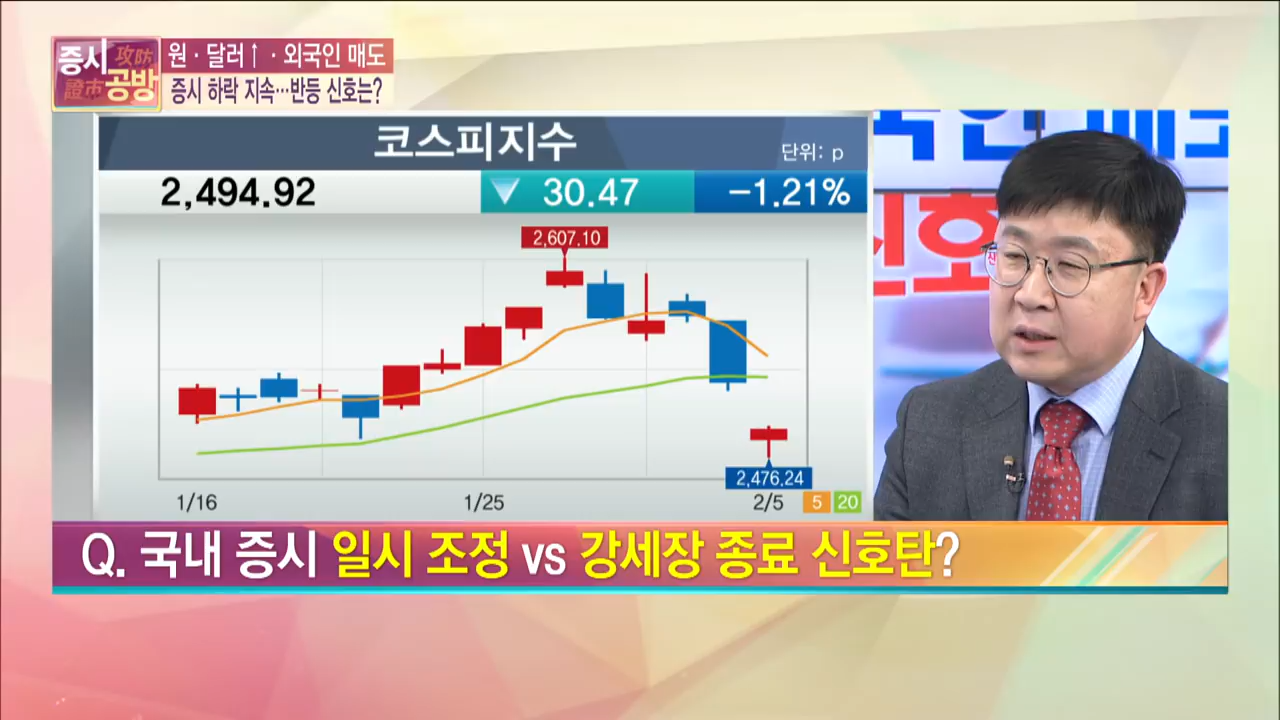 증시 攻防
證市 공방
원·달러↑·외국인 매도
증시 하락 지속…반등 신호는?
코스피지수
단위: p
2,494.92 ▼ 30.47 -1.21%
2,607.10
2,476.24
1/16 1/25 2/5 5 20
신호
Q. 국내 증시 일시 조정 vs 강세장 종료 신호탄?